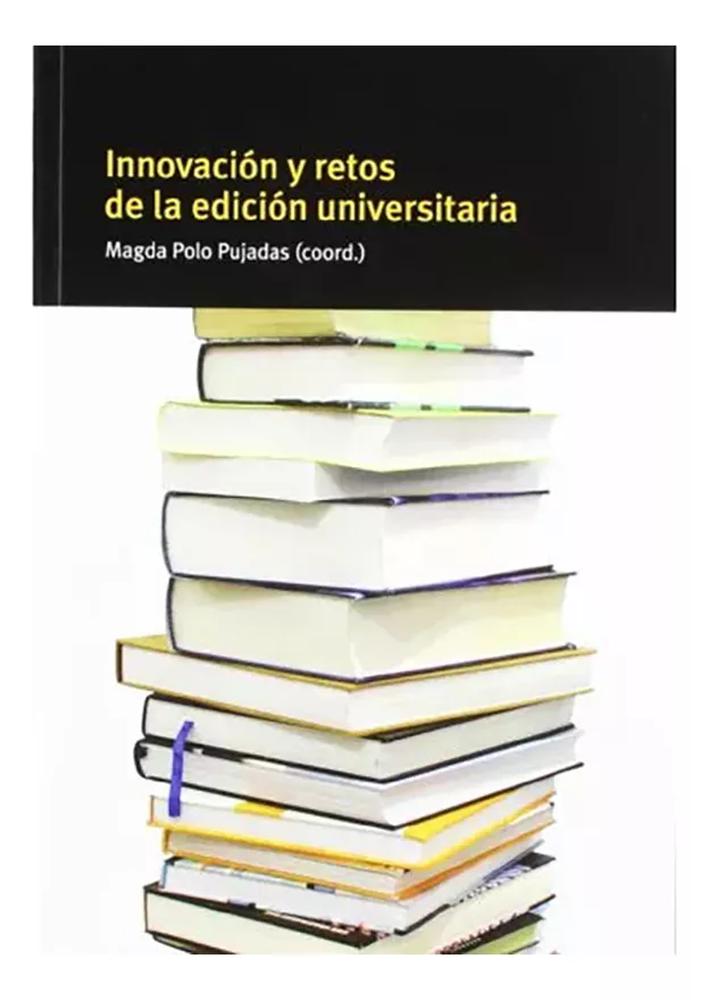 Innovación y retos
de la edición universitaria
Magda Polo Pujadas (coord.)